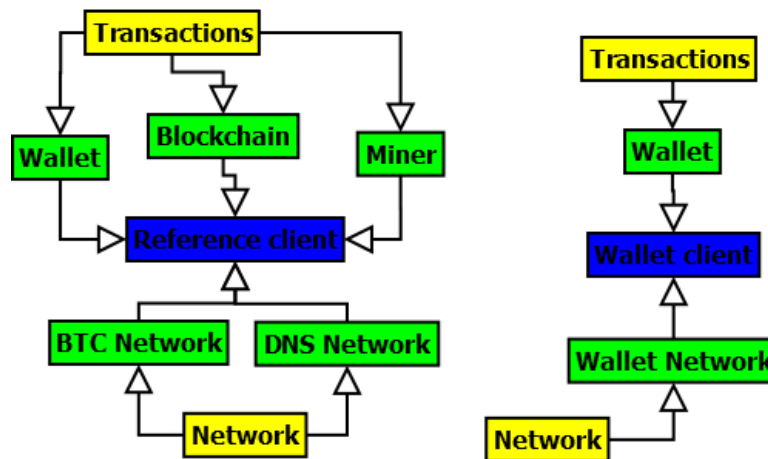 Transactions
Wallet
Blockchain
Miner
Reference client
BTC Network
DNS Network
Network
Transactions
Wallet
Wallet client
Wallet Network
Network